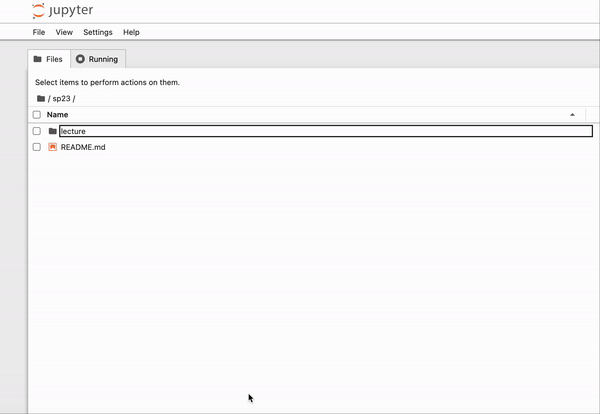 jupyter
File View Settings Help
Files Running
Select items to perform actions on them.
/ sp23 /
Name
lecture
README.md